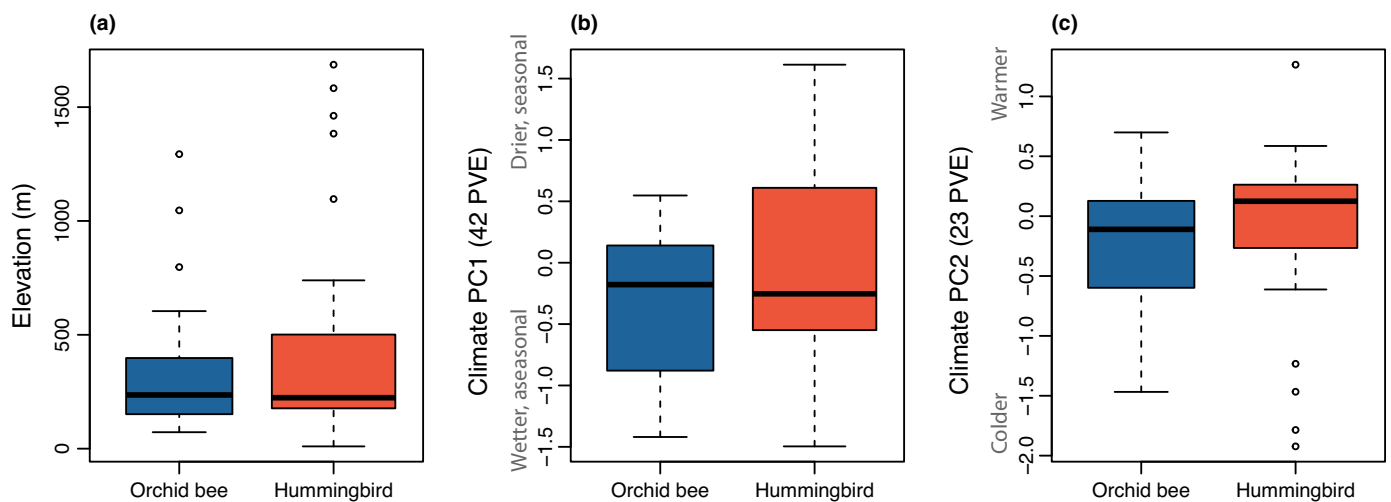 (a)
Elevation (m)
1500
1000
500
0
Orchid bee
Hummingbird
(b)
Climate PC1 (42 PVE)
Drier, seasonal
Wetter, aseasonal
1.5
1.0
0.5
0.0
−0.5
−1.0
−1.5
Orchid bee
Hummingbird
(c)
Climate PC2 (23 PVE)
Warmer
Colder
1.0
0.5
0.0
−0.5
−1.0
−1.5
−2.0
Orchid bee
Hummingbird